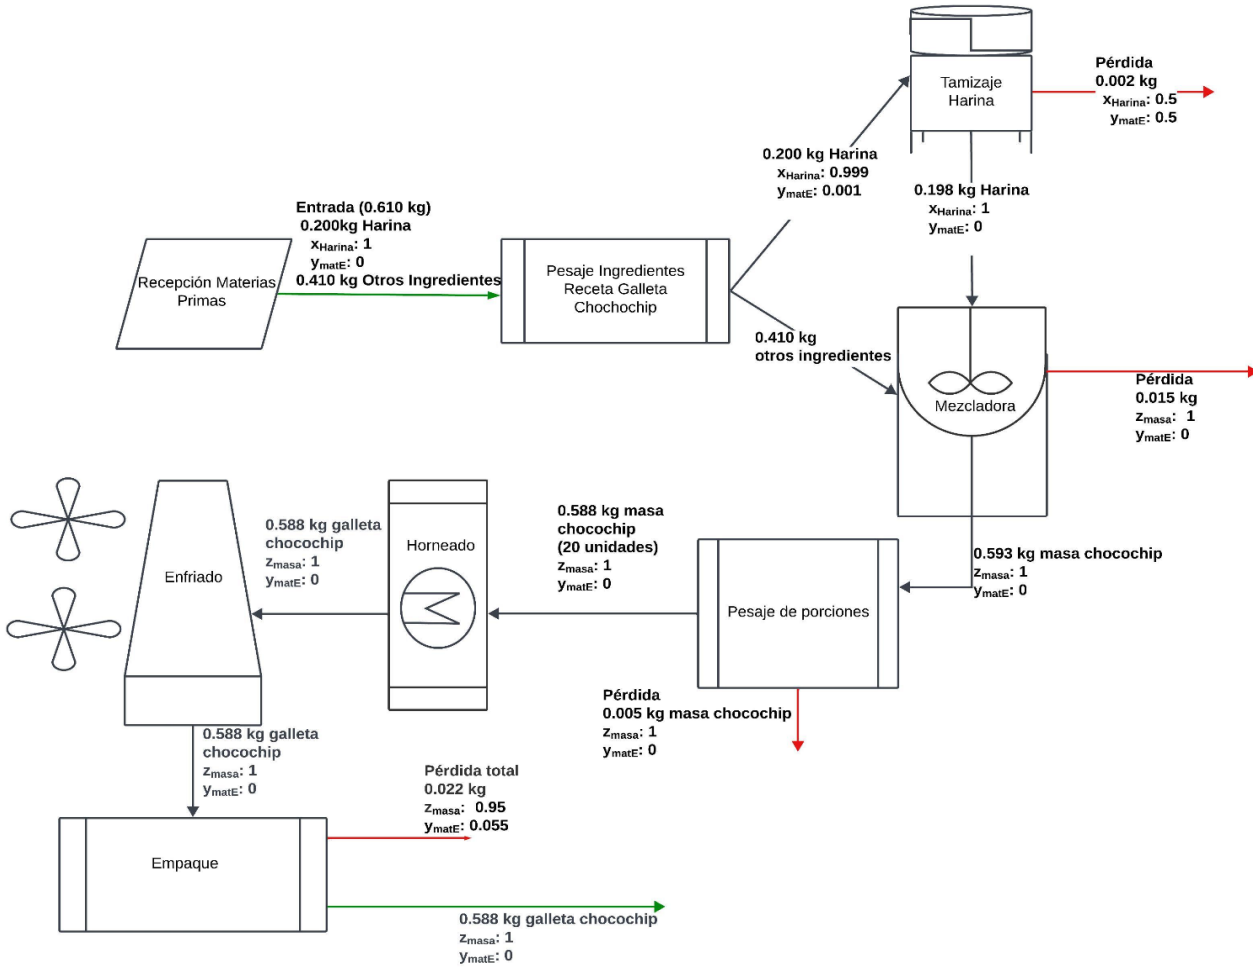 Pérdida
0.002 kg
xHarina: 0.5
ymatE: 0.5
Tamizaje
Harina
0.200 kg Harina
xHarina: 0.999
ymatE: 0.001
0.198 kg Harina
xHarina: 1
ymatE: 0
Entrada (0.610 kg)
0.200kg Harina
xHarina: 1
ymatE: 0
0.410 kg Otros Ingredientes
Recepción Materias
Primas
Pesaje Ingredientes
Receta Galleta
Chochochip
0.410 kg
otros ingredientes
Mezcladora
Pérdida
0.015 kg
zmasa: 1
ymatE: 0
0.593 kg masa chocochip
zmasa: 1
ymatE: 0
Pesaje de porciones
Pérdida
0.005 kg masa chocochip
zmasa: 1
ymatE: 0
0.588 kg masa
chocochip
(20 unidades)
zmasa: 1
ymatE: 0
Horneado
0.588 kg galleta
chocochip
zmasa: 1
ymatE: 0
Enfriado
0.588 kg galleta
chocochip
zmasa: 1
ymatE: 0
Pérdida total
0.022 kg
zmasa: 0.95
ymatE: 0.055
Empaque
0.588 kg galleta chocochip
zmasa: 1
ymatE: 0